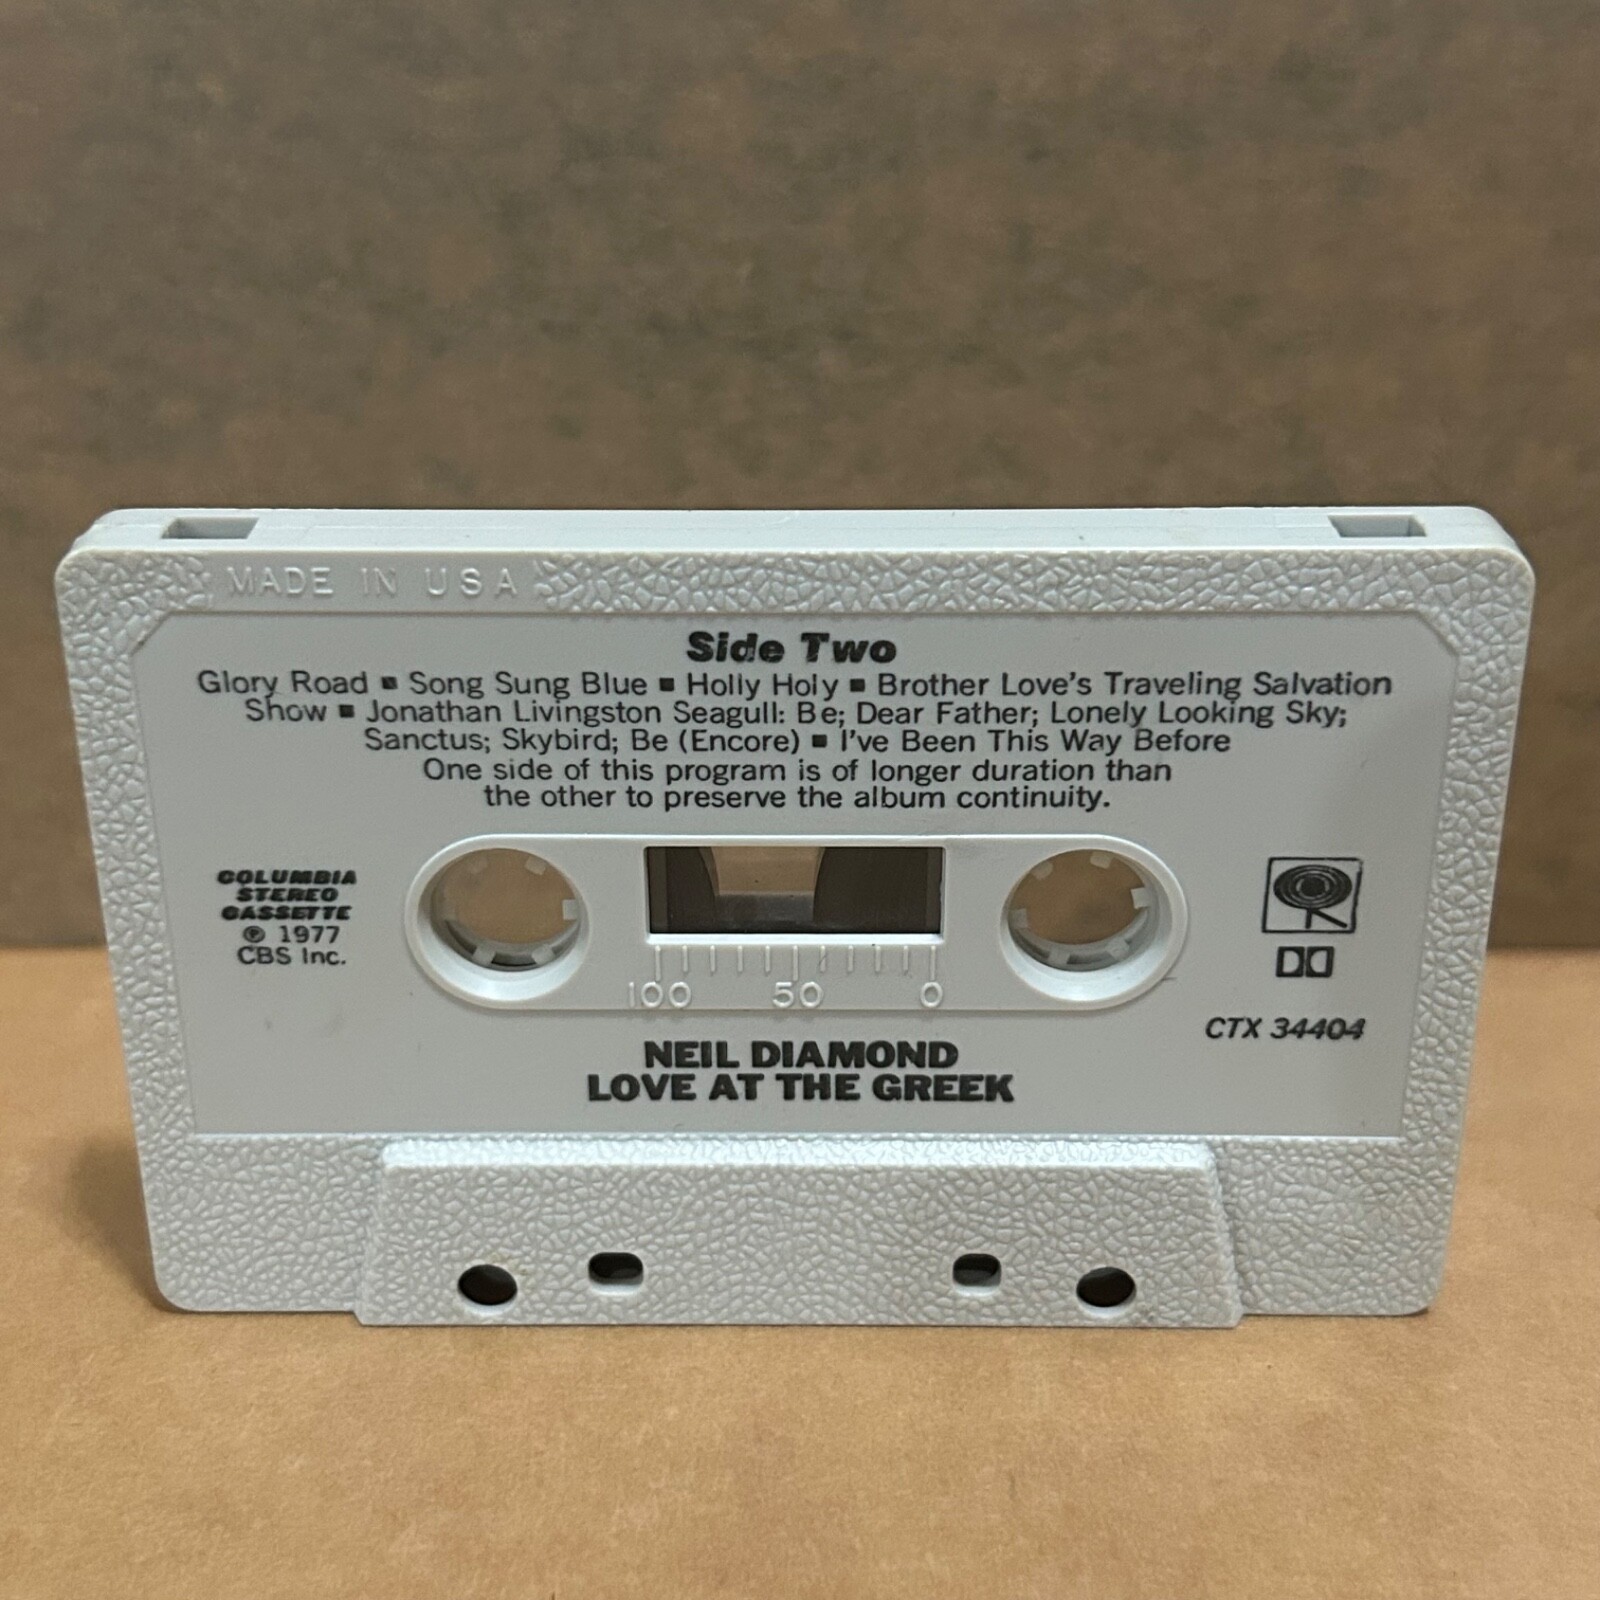 MADE IN USA
Side Two
Glory Road ■ Song Sung Blue ■ Holly Holy ■ Brother Love's Traveling Salvation
Show ■ Jonathan Livingston Seagull: Be; Dear Father; Lonely Looking Sky;
Sanctus; Skybird; Be (Encore) ■ I've Been This Way Before
One side of this program is of longer duration than
the other to preserve the album continuity.
COLUMBIA
STEREO
CASSETTE
℗ 1977
CBS Inc.
100 50 0
CTX 34404
NEIL DIAMOND
LOVE AT THE GREEK